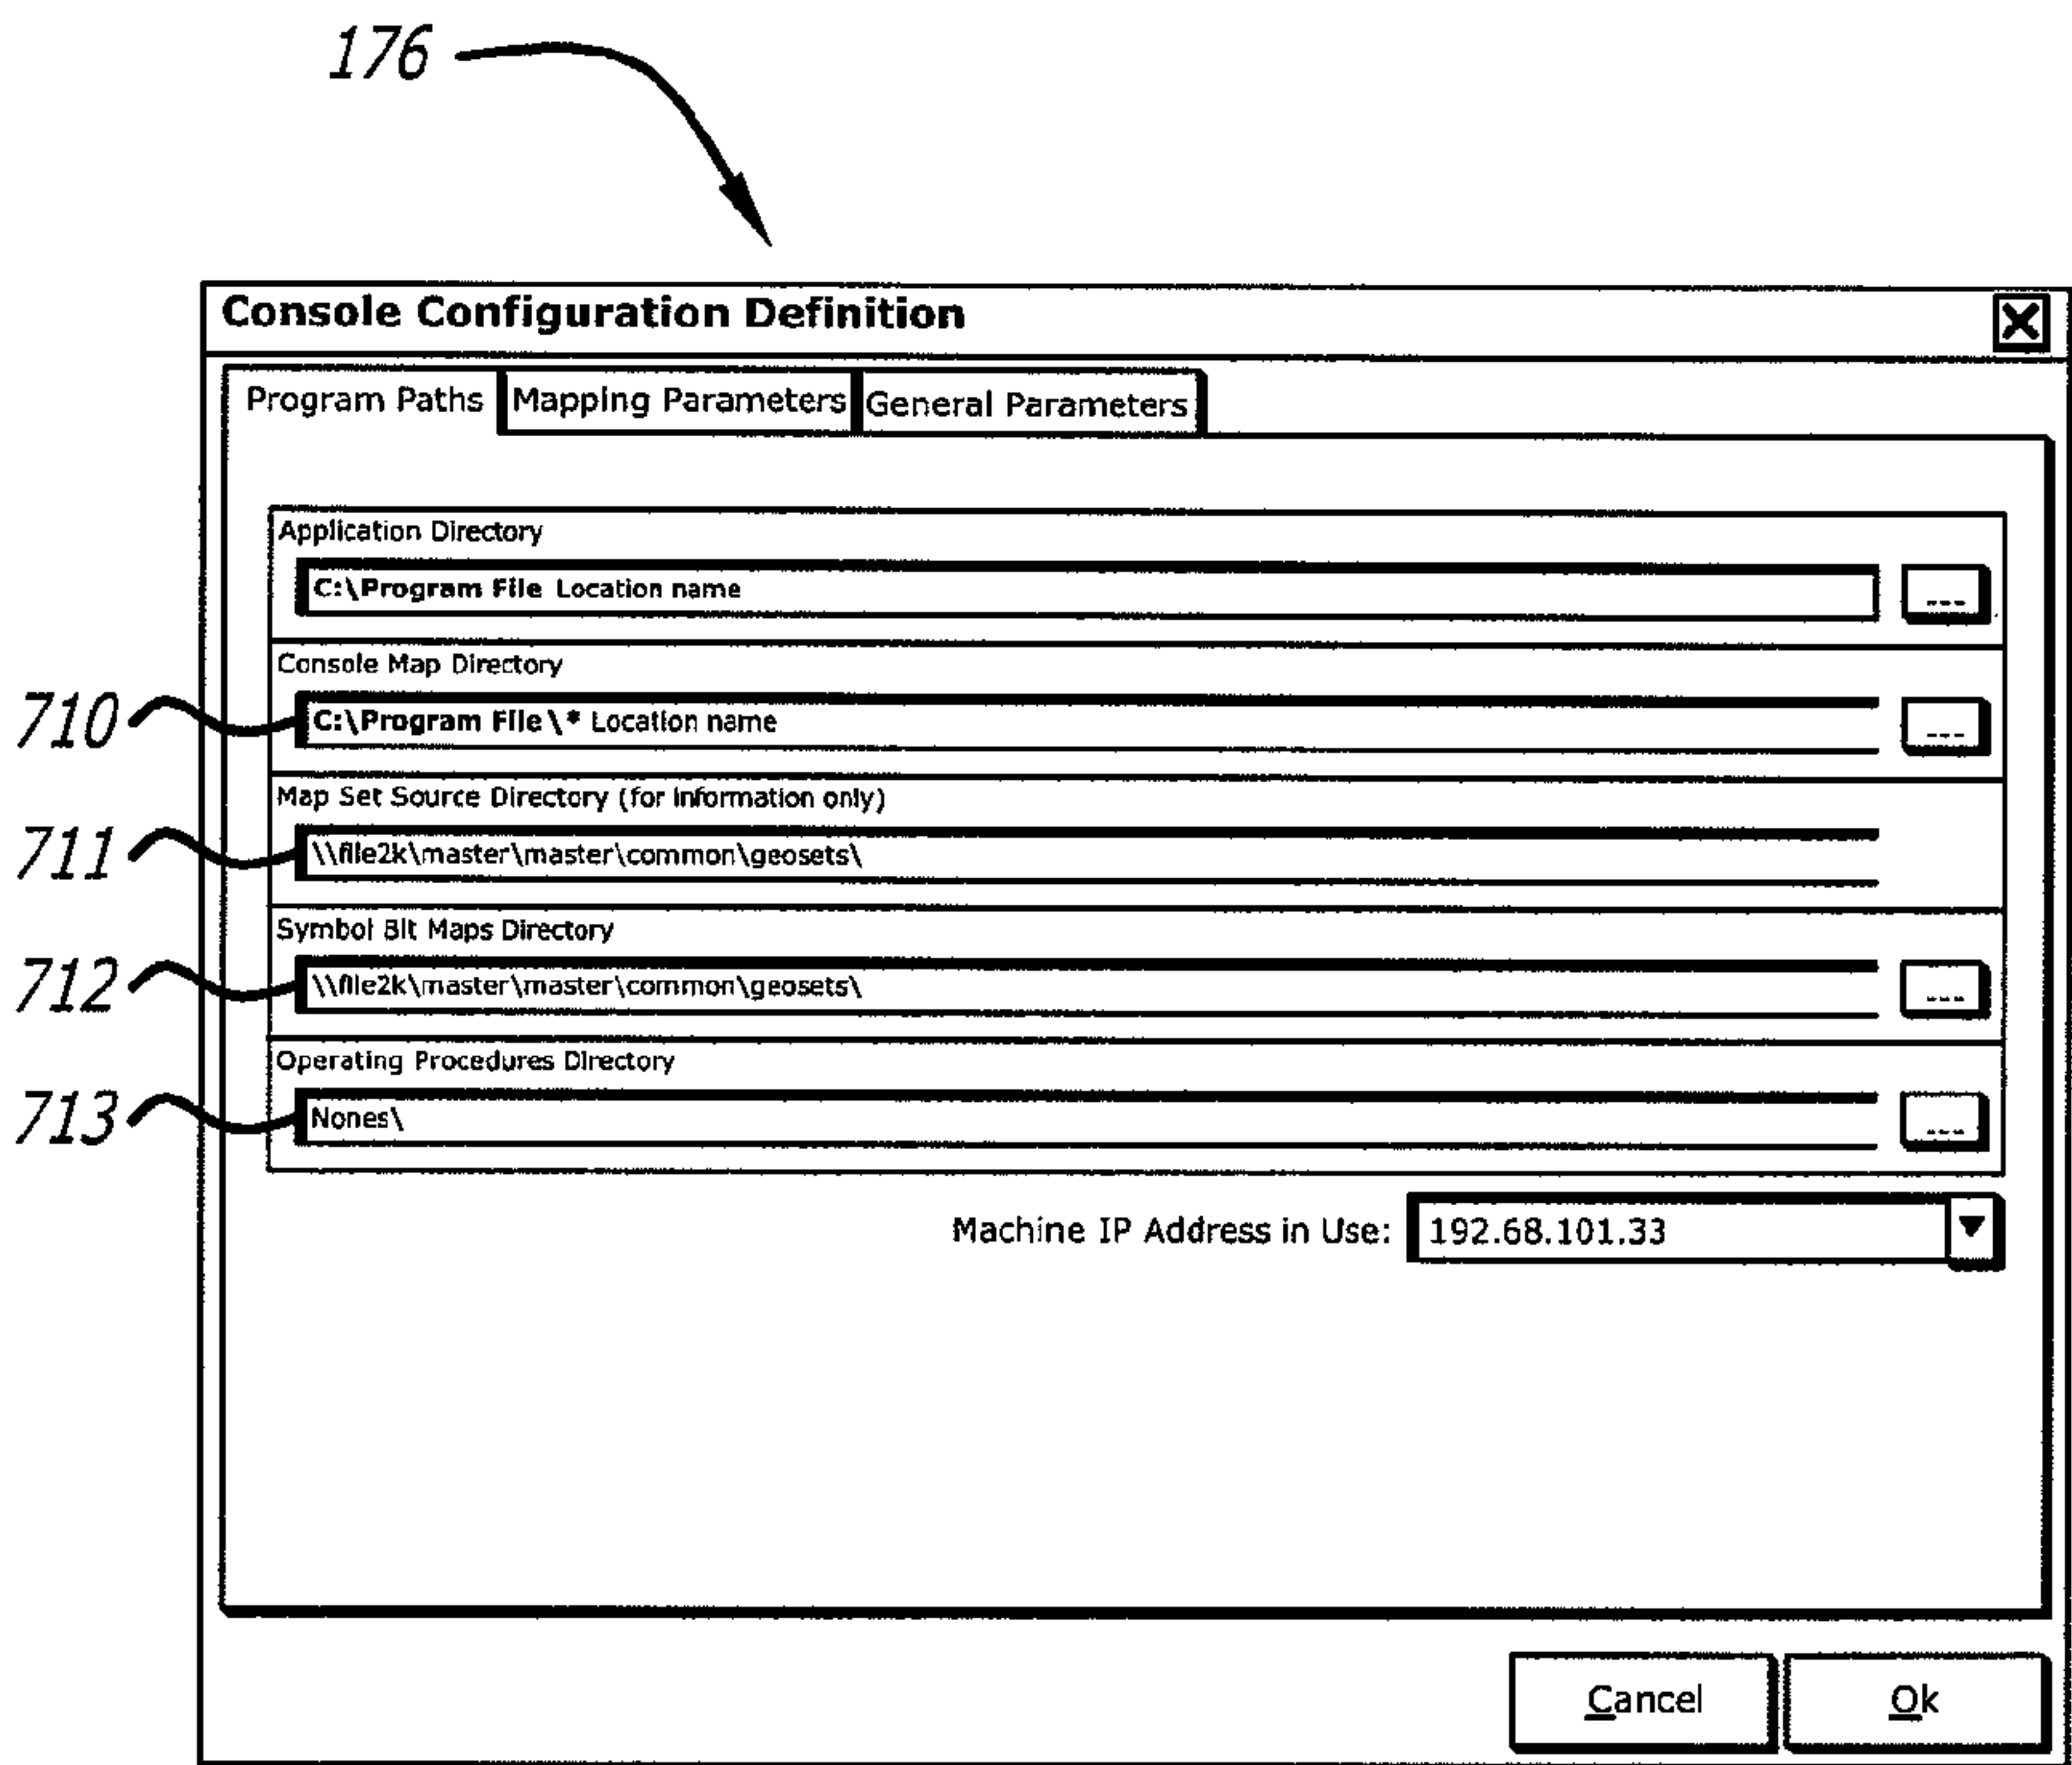 176
Console Configuration Definition
Program Paths Mapping Parameters General Parameters
Application Directory
C:\Program File Location name ...
Console Map Directory
710 C:\Program File\* Location name ...
Map Set Source Directory (for information only)
711 \\file2k\master\master\common\geosets\
Symbol Bit Maps Directory
712 \\file2k\master\master\common\geosets\ ...
Operating Procedures Directory
713 Nones\ ...
Machine IP Address in Use: 192.68.101.33
Cancel Ok